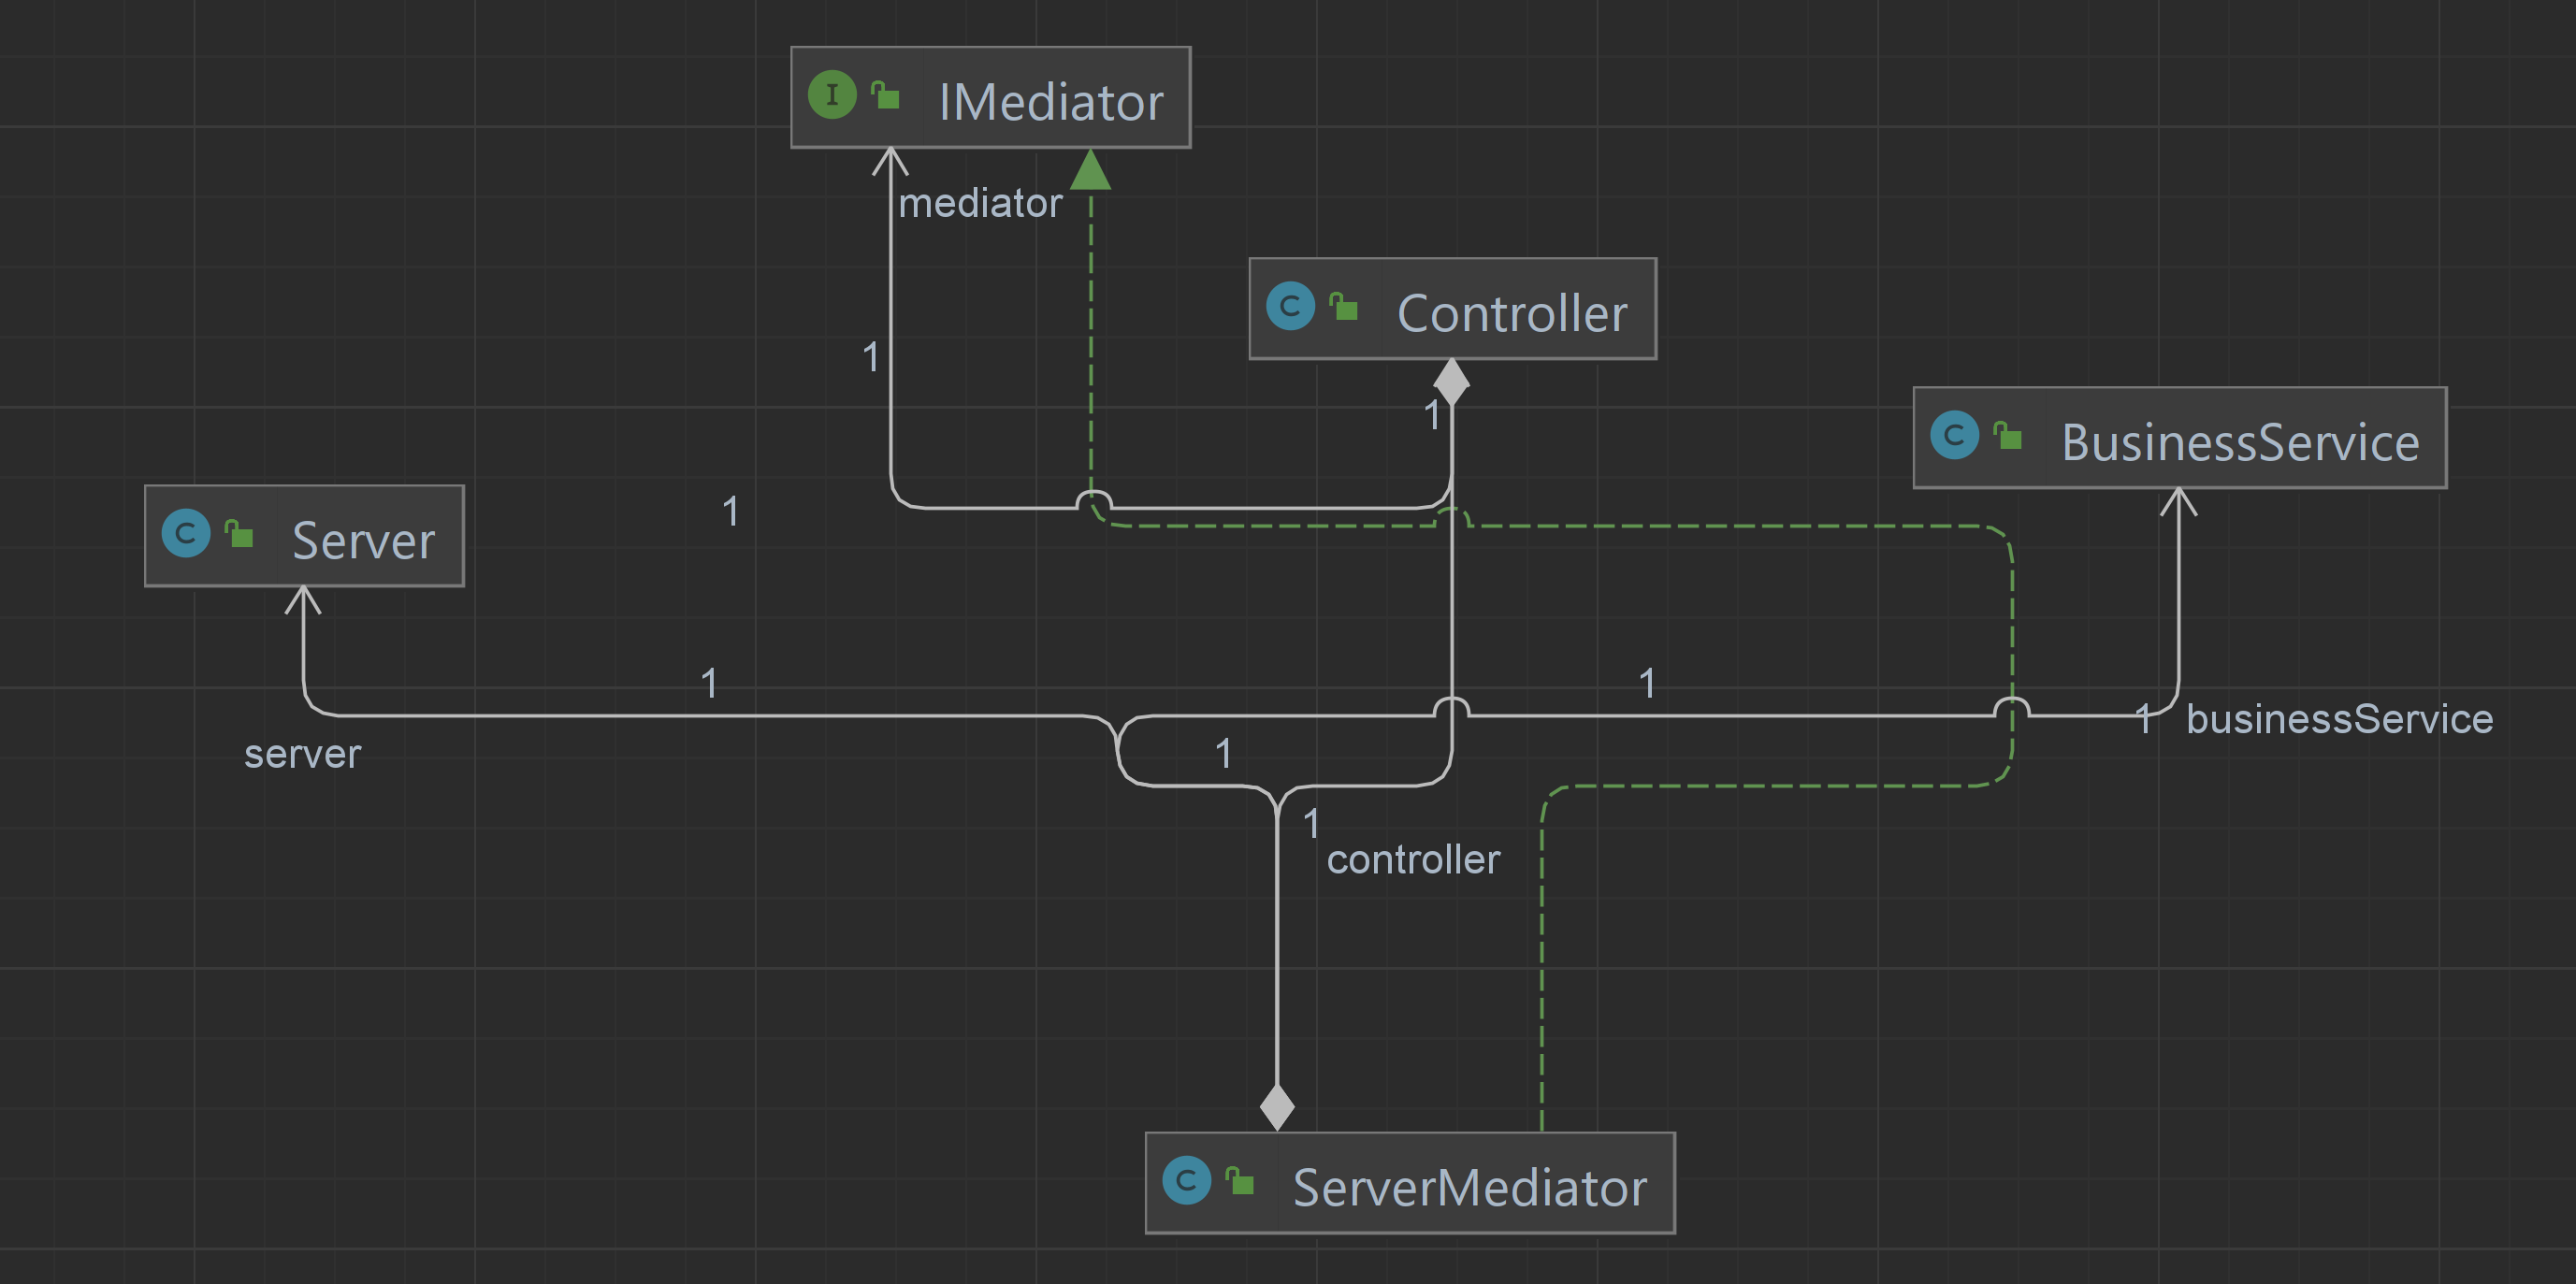 I IMediator
mediator
C Controller
1
1
C BusinessService
1
C Server
1
1
1 businessService
1
server
1
controller
C ServerMediator